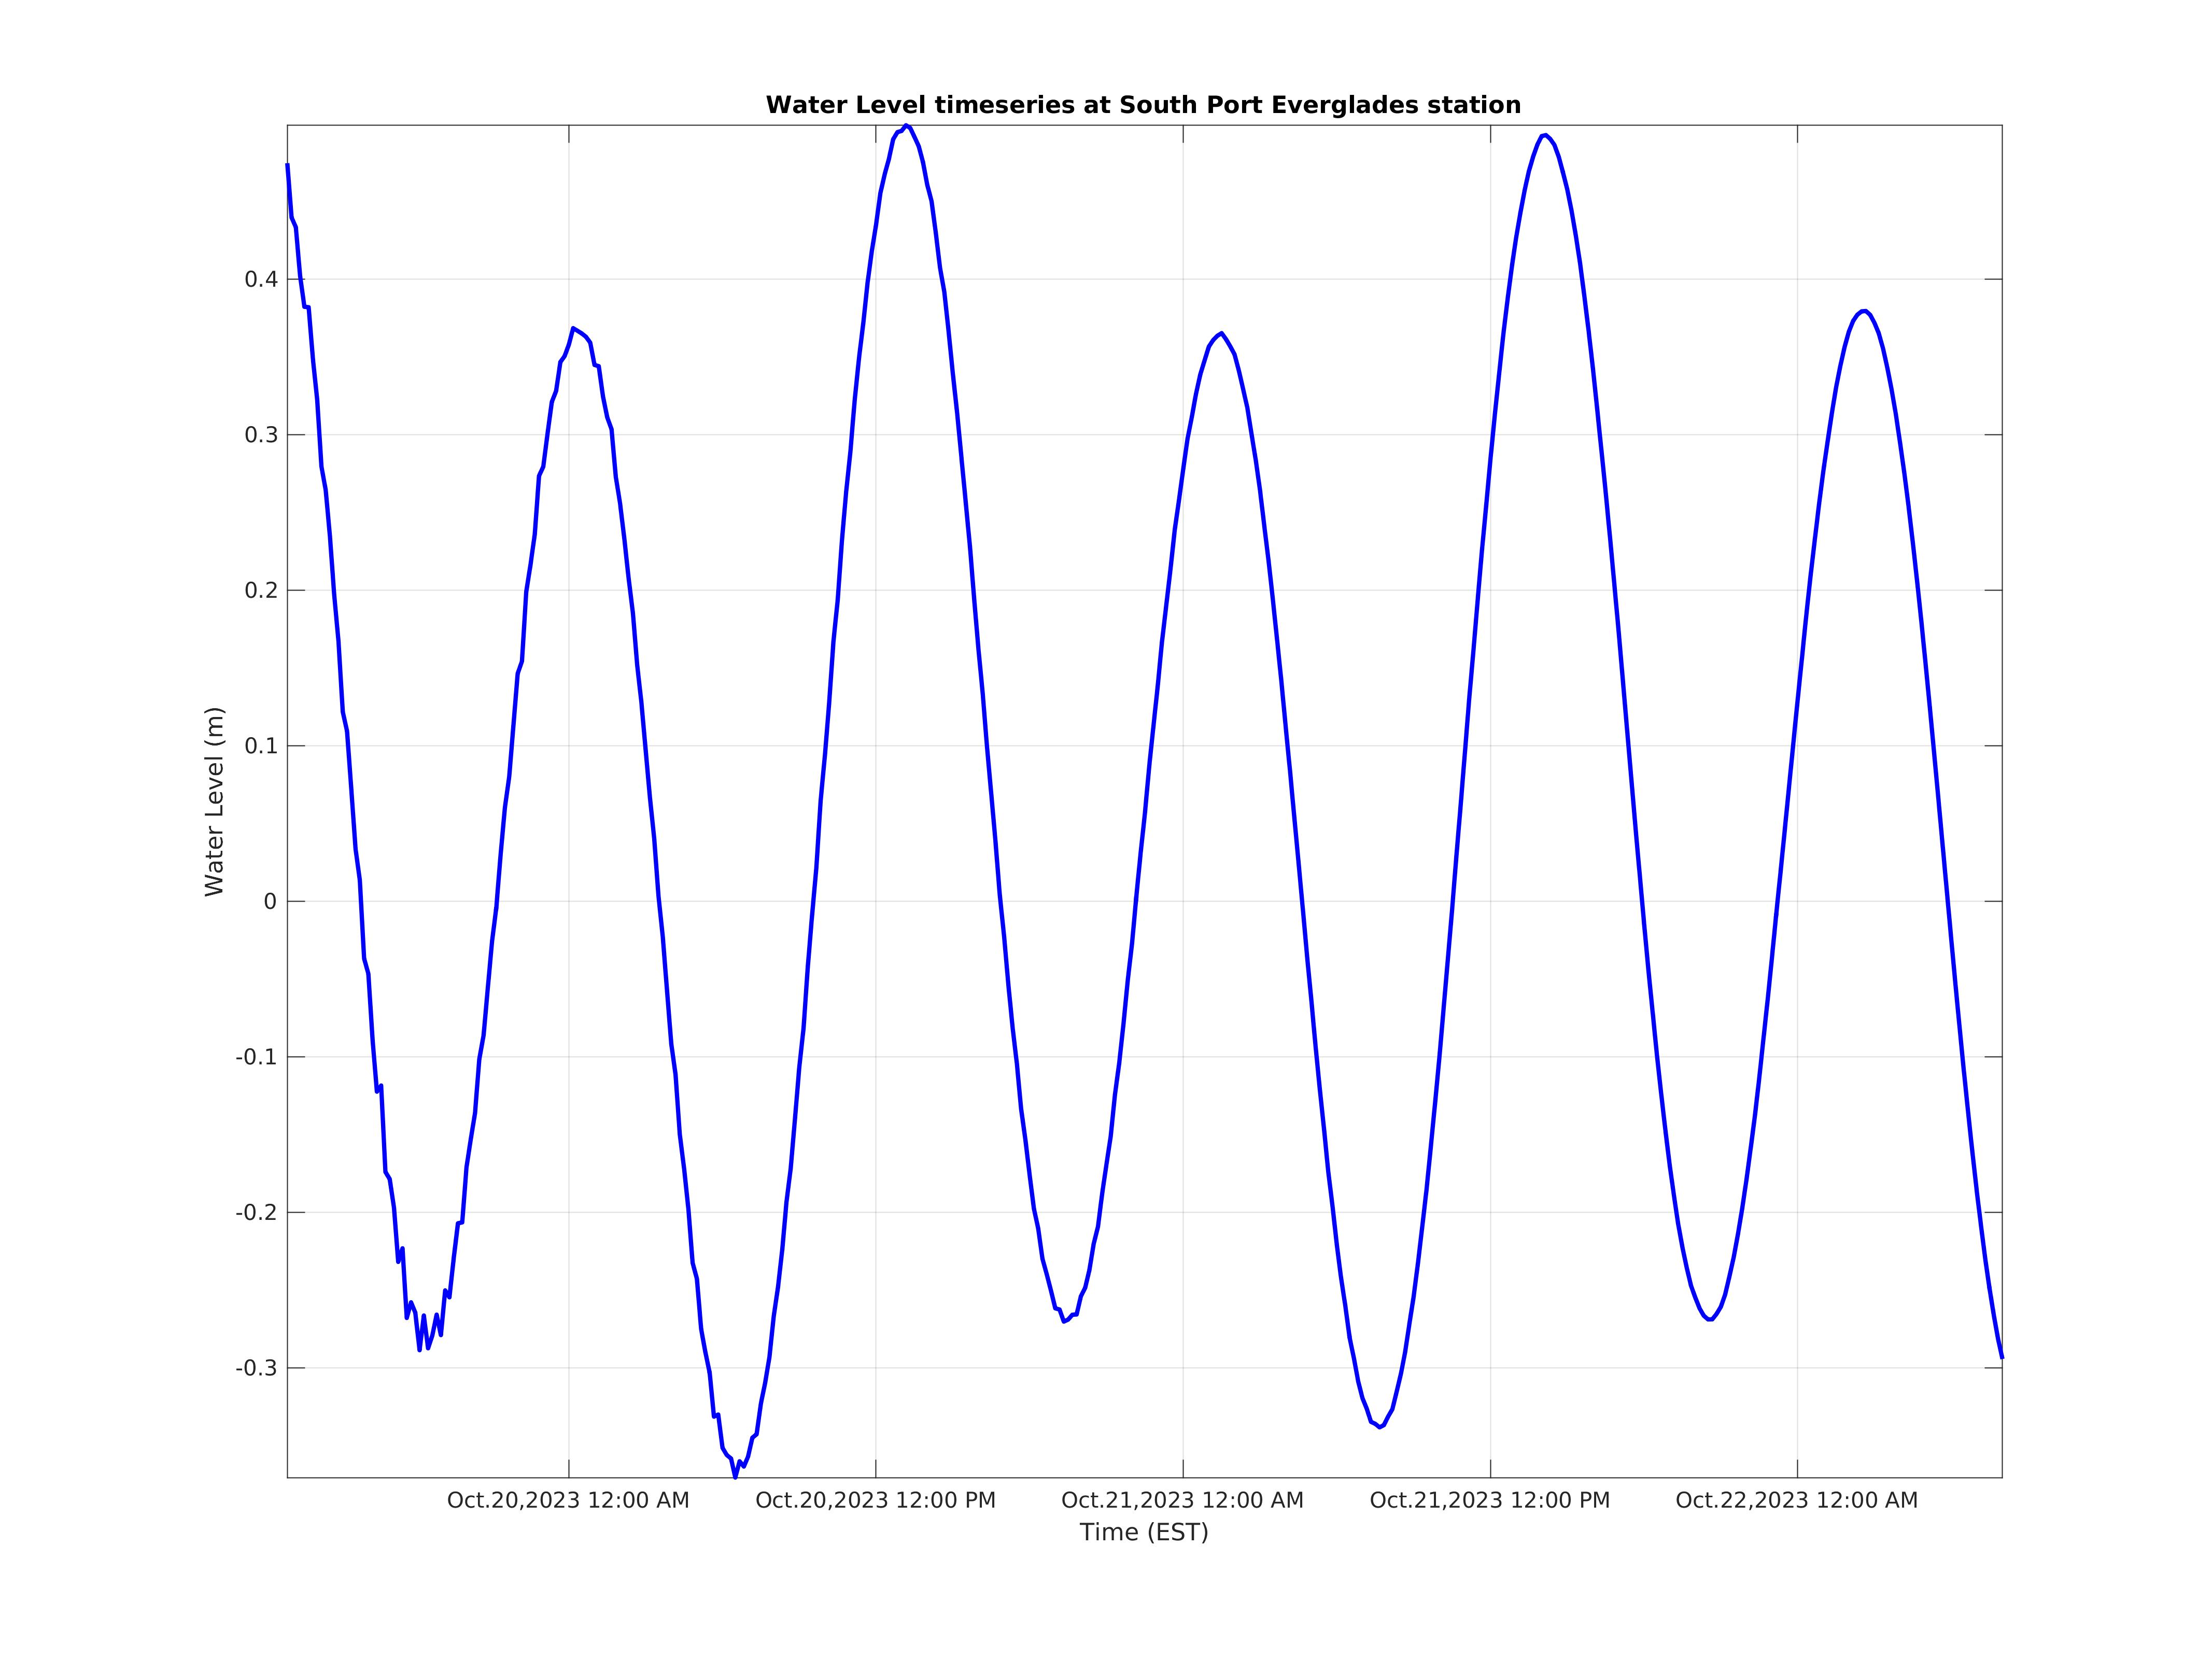 Water Level timeseries at South Port Everglades station
0.4
0.3
0.2
0.1
0
-0.1
-0.2
-0.3
Water Level (m)
Oct.20,2023 12:00 AM
Oct.20,2023 12:00 PM
Oct.21,2023 12:00 AM
Oct.21,2023 12:00 PM
Oct.22,2023 12:00 AM
Time (EST)